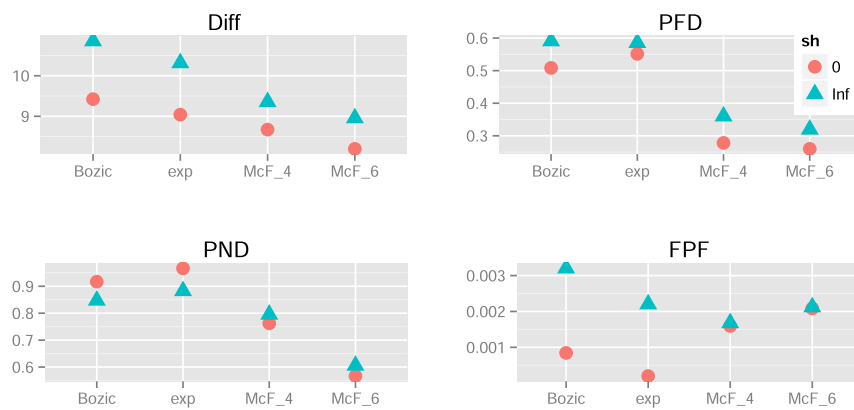 Diff
10
9
Bozic exp McF_4 McF_6
PFD
0.6
0.5
0.4
0.3
Bozic exp McF_4 McF_6
sh
0
Inf
PND
0.9
0.8
0.7
0.6
Bozic exp McF_4 McF_6
FPF
0.003
0.002
0.001
Bozic exp McF_4 McF_6